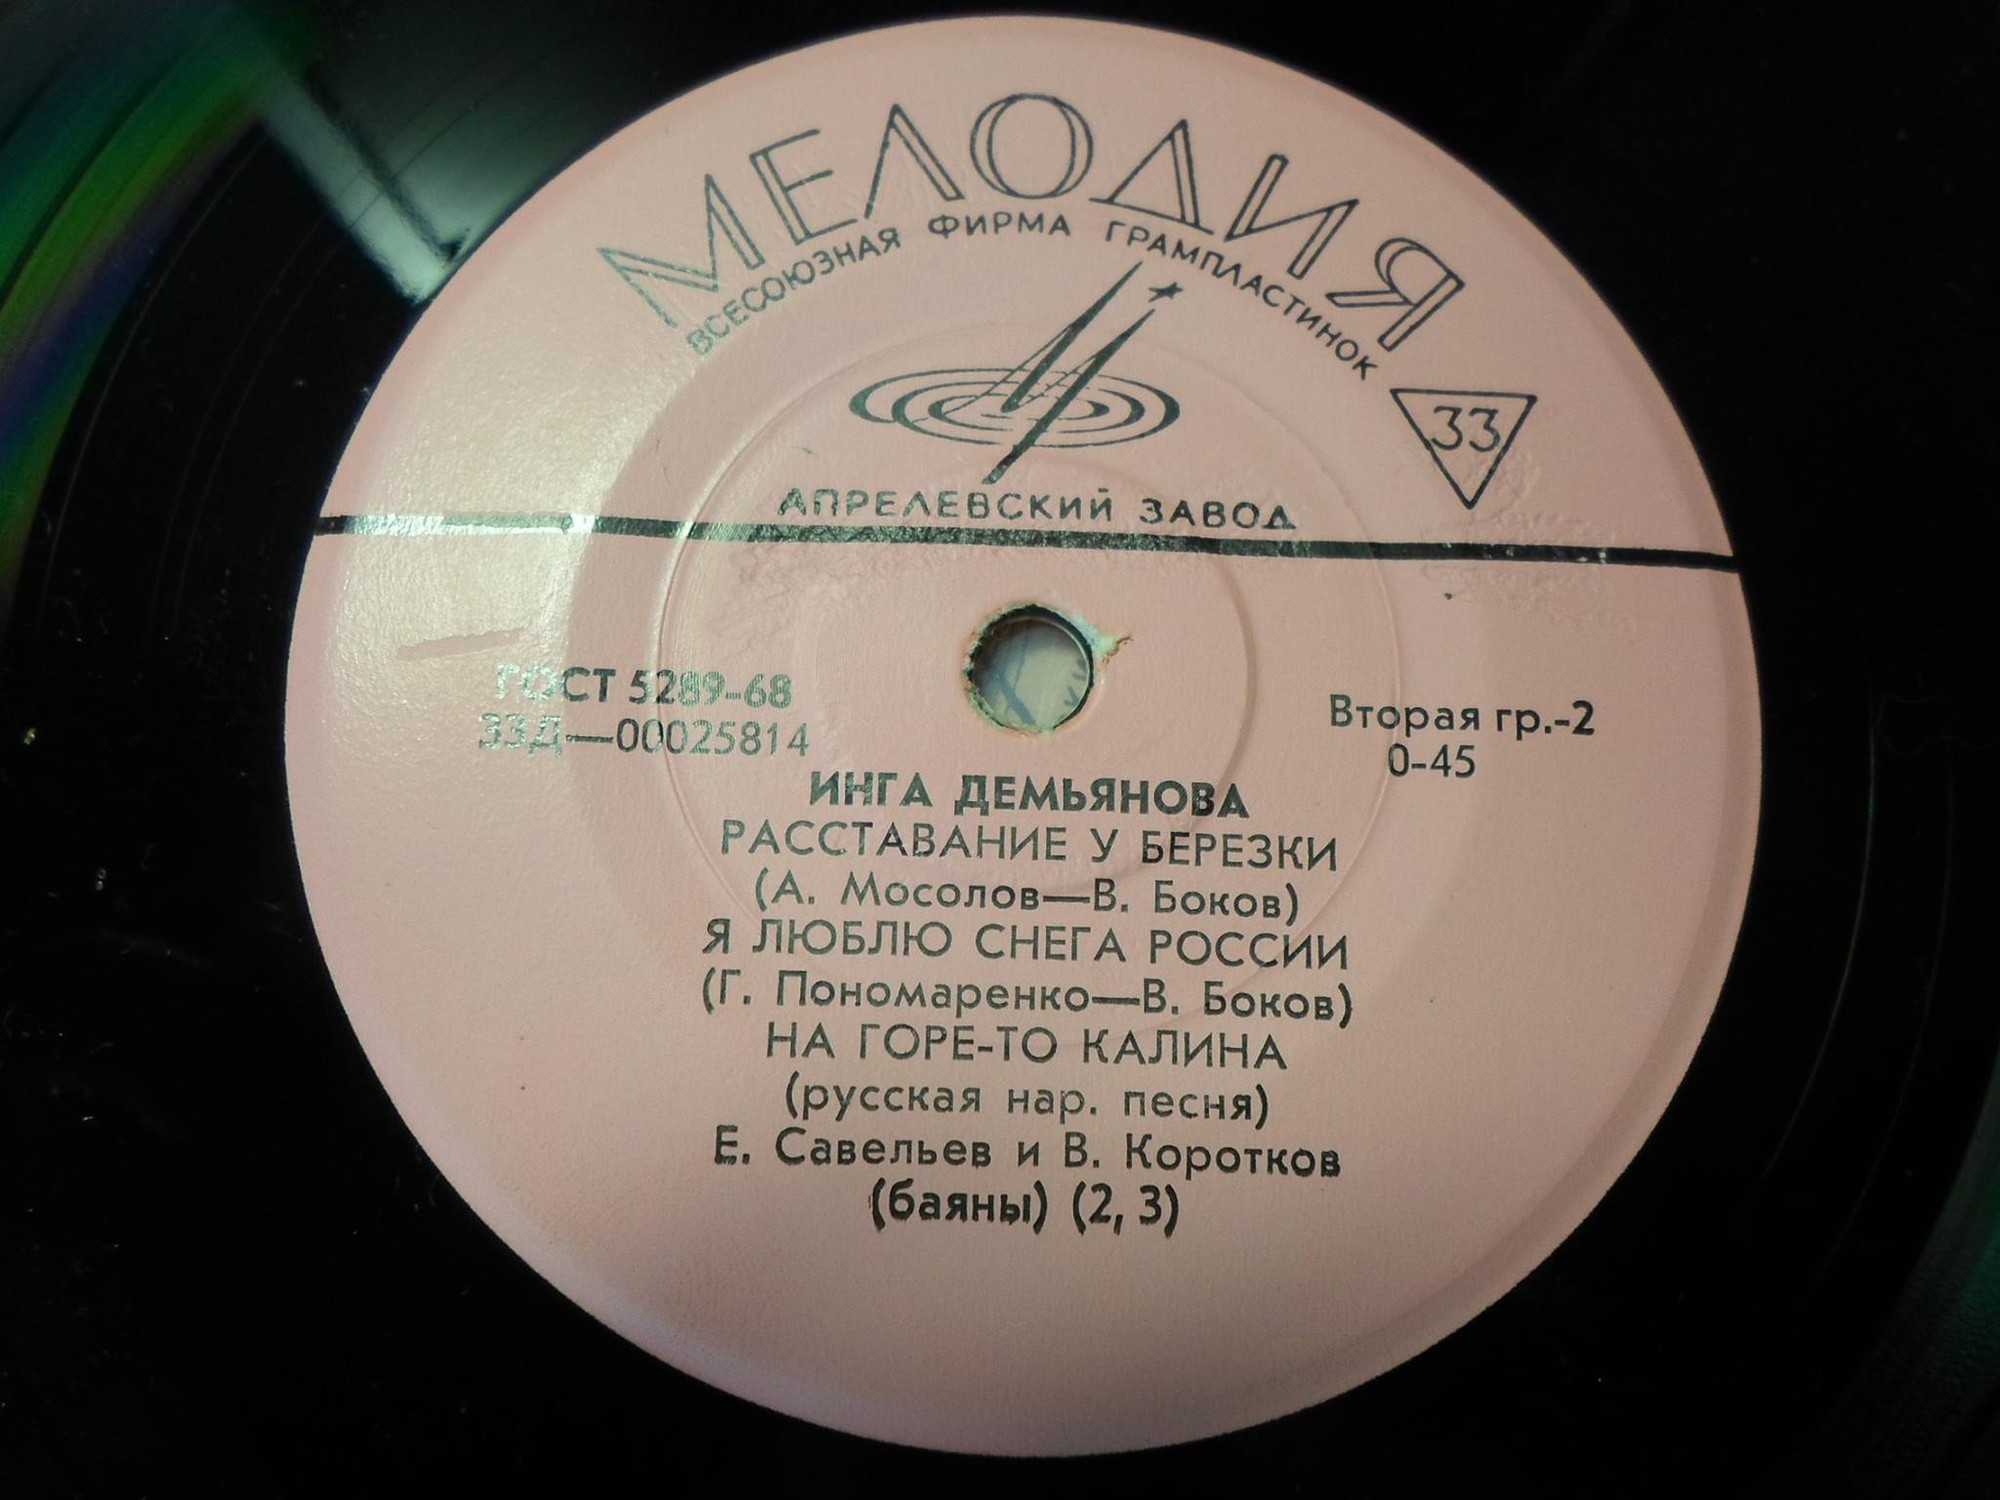 МЕЛОДИЯ
ВСЕСОЮЗНАЯ ФИРМА ГРАМПЛАСТИНОК
33
АПРЕЛЕВСКИЙ ЗАВОД
ГОСТ 5289-68
33Д—00025814
Вторая гр.-2
0-45
ИНГА ДЕМЬЯНОВА
РАССТАВАНИЕ У БЕРЕЗКИ
(А. Мосолов—В. Боков)
Я ЛЮБЛЮ СНЕГА РОССИИ
(Г. Пономаренко—В. Боков)
НА ГОРЕ-ТО КАЛИНА
(русская нар. песня)
Е. Савельев и В. Коротков
(баяны) (2, 3)